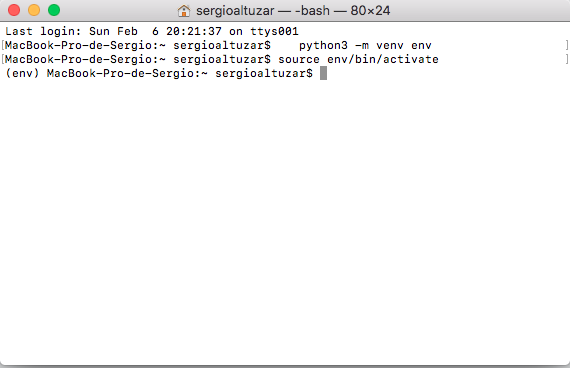 sergioaltuzar — -bash — 80×24
Last login: Sun Feb  6 20:21:37 on ttys001
[MacBook-Pro-de-Sergio:~ sergioaltuzar$    python3 -m venv env                  ]
[MacBook-Pro-de-Sergio:~ sergioaltuzar$ source env/bin/activate                 ]
(env) MacBook-Pro-de-Sergio:~ sergioaltuzar$